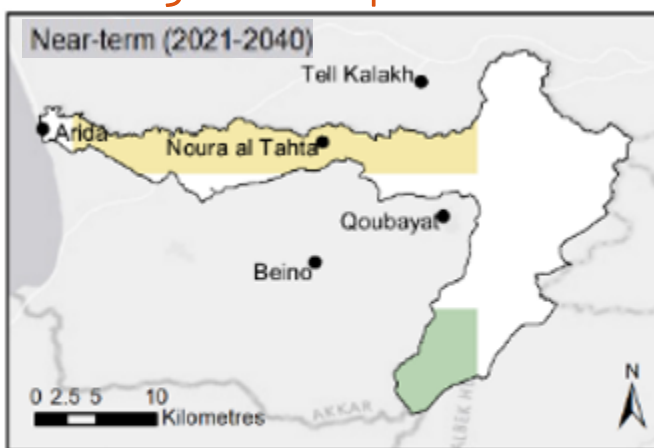 Near-term (2021-2040)
Tell Kalakh
Arida
Noura al Tahta
Qoubayat
Beino
N
0 2.5 5 10
Kilometres
AKKAR